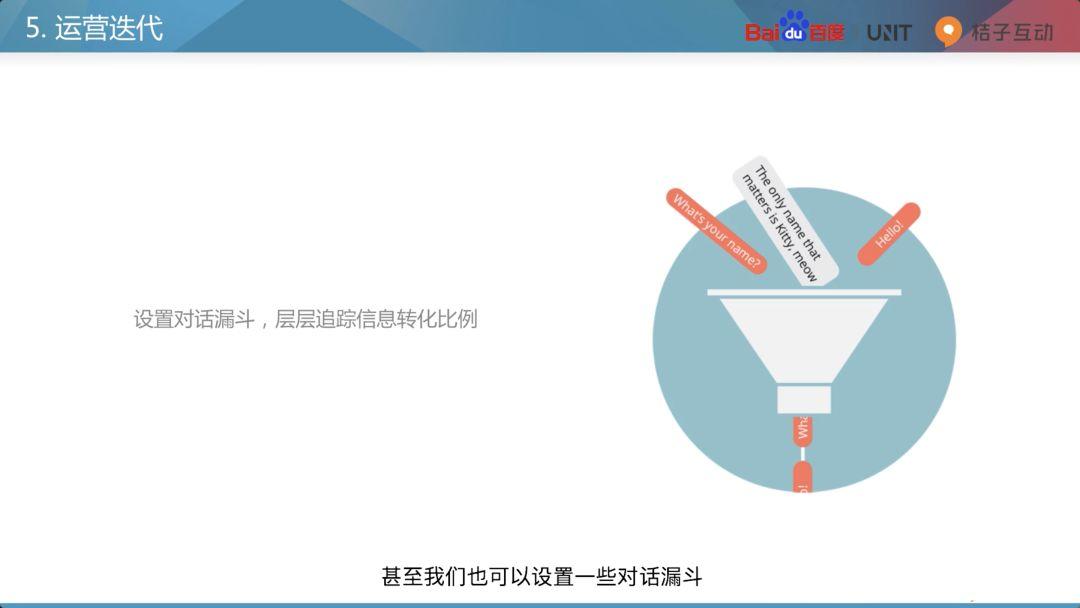 5. 运营迭代
Baidu百度 UNIT 桔子互动
The only name that
matters is Kitty, meow
What's your name?
Hello!
设置对话漏斗，层层追踪信息转化比例
Wha
o!
甚至我们也可以设置一些对话漏斗